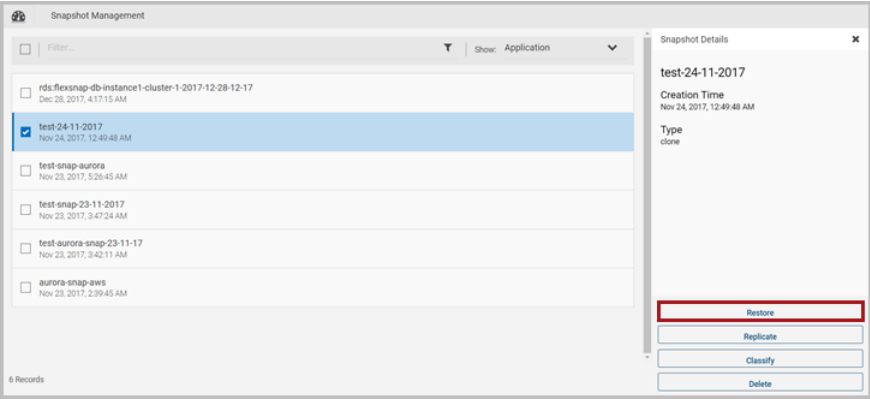 Snapshot Management
Filter...
Show: Application
rds:flexsnap-db-instance1-cluster-1-2017-12-28-12-17
Dec 28, 2017, 4:17:15 AM
test-24-11-2017
Nov 24, 2017, 12:49:48 AM
test-snap-aurora
Nov 23, 2017, 5:26:45 AM
test-snap-23-11-2017
Nov 23, 2017, 3:47:24 AM
test-aurora-snap-23-11-17
Nov 23, 2017, 3:42:11 AM
aurora-snap-aws
Nov 23, 2017, 2:39:45 AM
6 Records
Snapshot Details
test-24-11-2017
Creation Time
Nov 24, 2017, 12:49:48 AM
Type
clone
Restore
Replicate
Classify
Delete